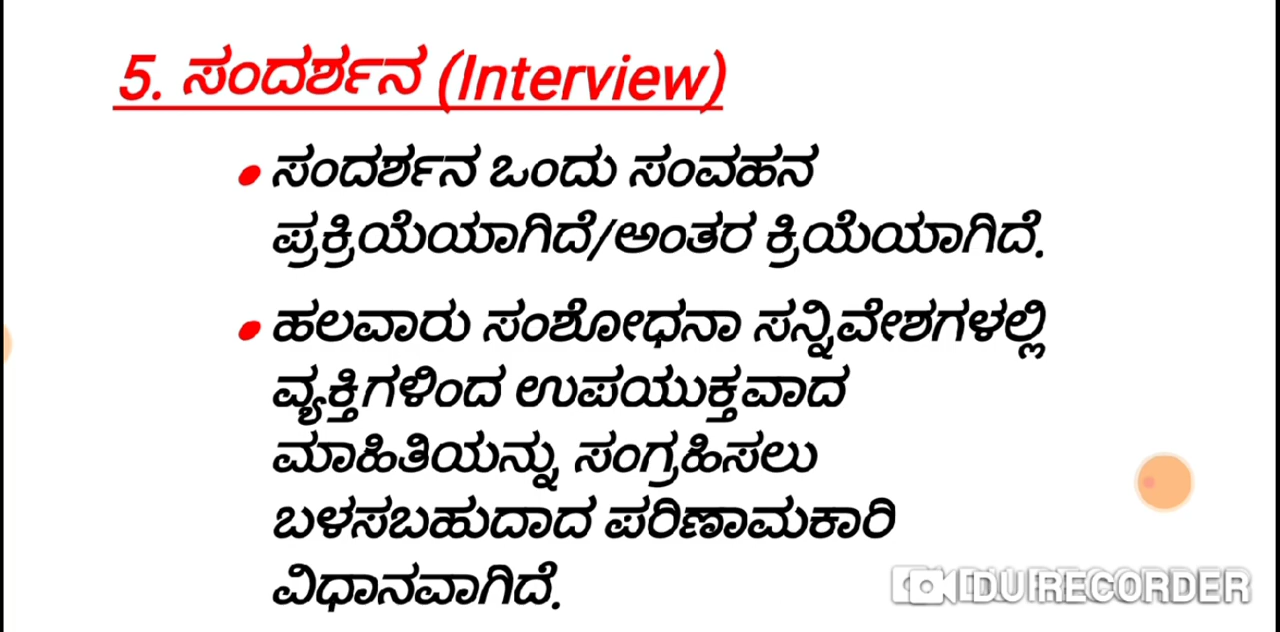 5. ಸಂದರ್ಶನ (Interview)
• ಸಂದರ್ಶನ ಒಂದು ಸಂವಹನ
ಪ್ರಕ್ರಿಯೆಯಾಗಿದೆ/ಅಂತರ ಕ್ರಿಯೆಯಾಗಿದೆ.
• ಹಲವಾರು ಸಂಶೋಧನಾ ಸನ್ನಿವೇಶಗಳಲ್ಲಿ
ವ್ಯಕ್ತಿಗಳಿಂದ ಉಪಯುಕ್ತವಾದ
ಮಾಹಿತಿಯನ್ನು ಸಂಗ್ರಹಿಸಲು
ಬಳಸಬಹುದಾದ ಪರಿಣಾಮಕಾರಿ
ವಿಧಾನವಾಗಿದೆ.
DU RECORDER